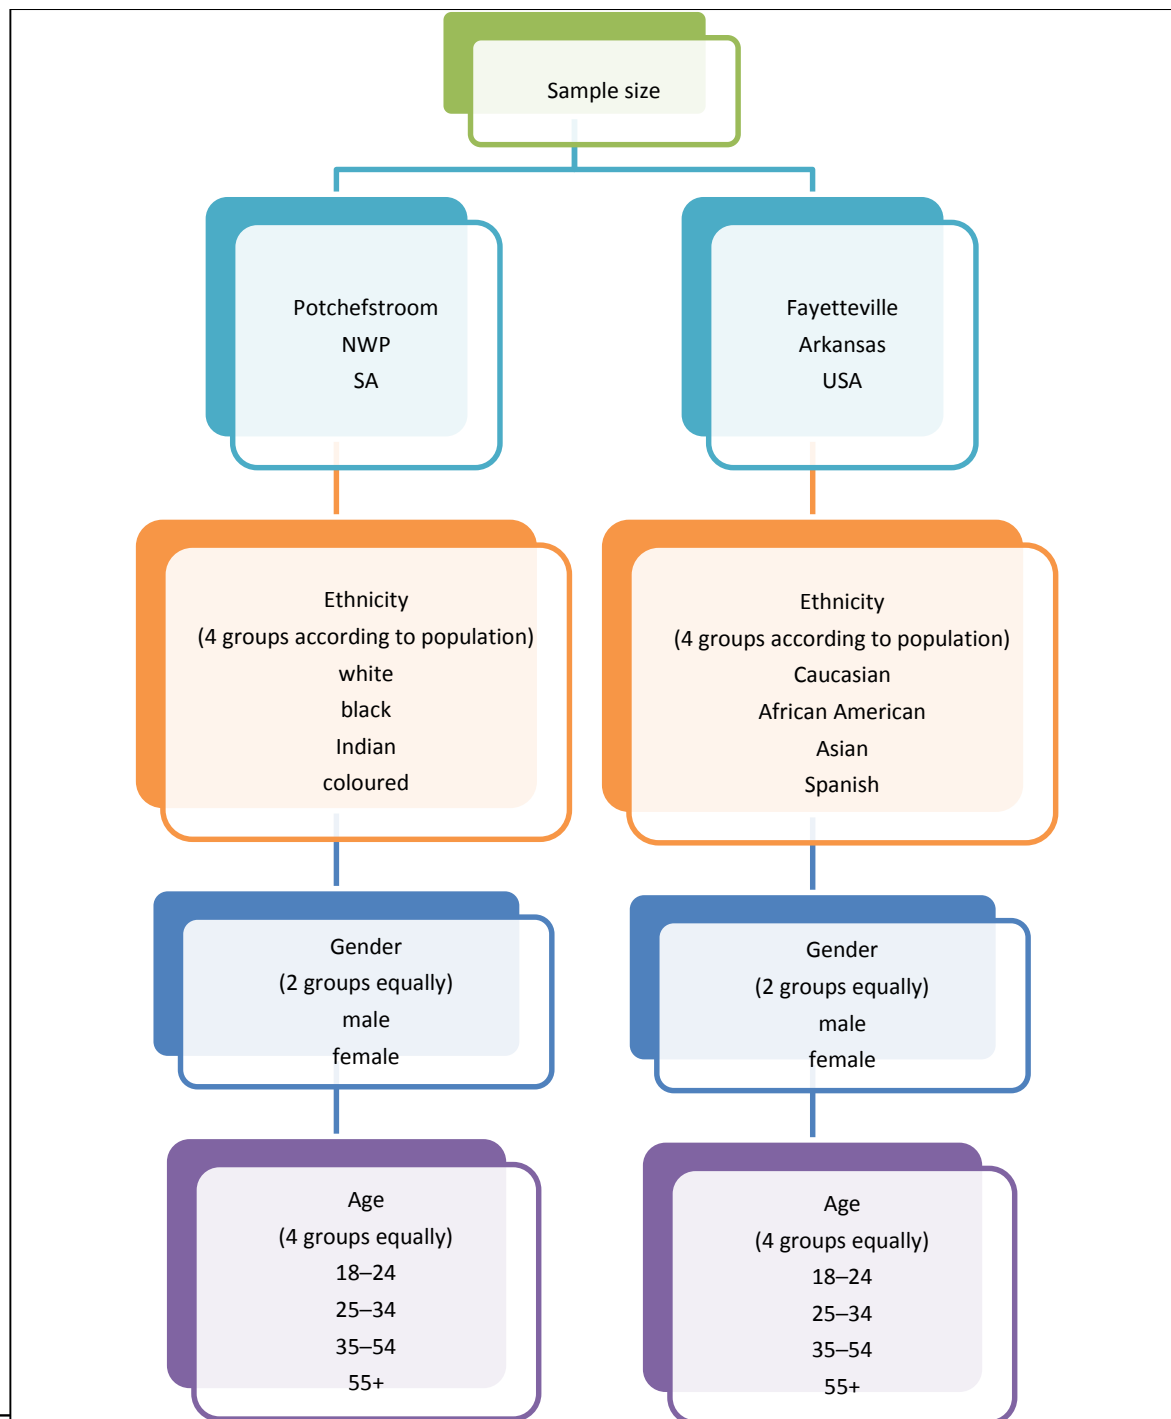 Sample size
Potchefstroom
NWP
SA
Fayetteville
Arkansas
USA
Ethnicity
(4 groups according to population)
white
black
Indian
coloured
Ethnicity
(4 groups according to population)
Caucasian
African American
Asian
Spanish
Gender
(2 groups equally)
male
female
Gender
(2 groups equally)
male
female
Age
(4 groups equally)
18–24
25–34
35–54
55+
Age
(4 groups equally)
18–24
25–34
35–54
55+